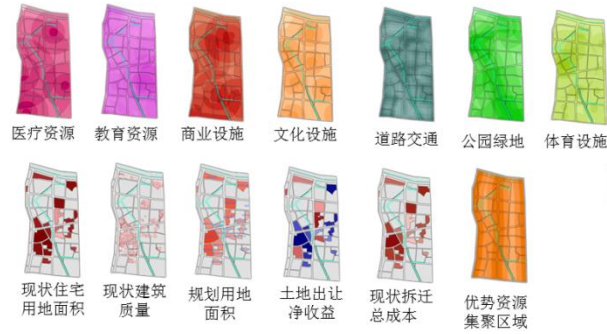 医疗资源
教育资源
商业设施
文化设施
道路交通
公园绿地
体育设施
现状住宅
用地面积
现状建筑
质量
规划用地
面积
土地出让
净收益
现状拆迁
总成本
优势资源
集聚区域